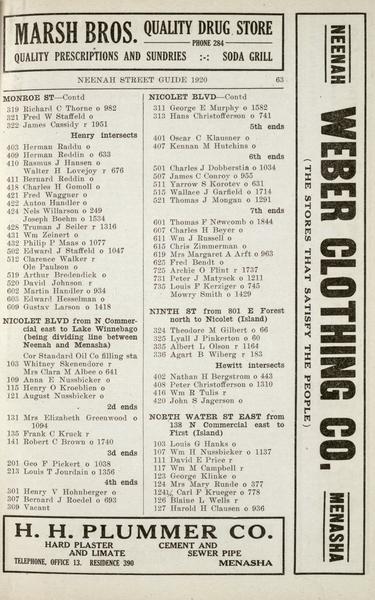 MARSH BROS. QUALITY DRUG STORE
PHONE 284
QUALITY PRESCRIPTIONS AND SUNDRIES :-: SODA GRILL
NEENAH STREET GUIDE 1920 63
MONROE ST—Contd
319 Richard C Thorne o 982
321 Fred W Staffeld o
322 James Cassidy r 1951
Henry intersects
403 Herman Raddu o
409 Herman Reddin o 633
410 Rasmus J Hansen
Walter H Lovejoy r 676
411 Bernard Reddin o
418 Charles H Gomoll o
421 Fred Waggner o
422 Anton Handler o
424 Nels Willarson o 249
Joseph Boehm o 1534
428 Truman J Seiler r 1316
431 Wm Zeinert o
432 Philip P Maas o 1077
502 Edward J Staffeld o 1047
512 Clarence Walker r
Ole Paulson o
519 Arthur Bredendick o
520 David Johnson r
602 Martin Handler o 934
603 Edward Hesselman o
609 Gustav Larson o 1418
NICOLET BLVD from N Commer-
cial east to Lake Winnebago
(being dividing line between
Neenah and Menasha)
Cor Standard Oil Co filling sta
103 Whitney Skenendore r
Mrs Clara M Albee o 641
109 Anna E Nussbicker o
115 Henry O Kroeblien o
121 August Nussbicker o
2d ends
131 Mrs Elizabeth Greenwood o
1094
135 Frank C Kruck r
141 Robert C Brown o 1740
3d ends
201 Geo F Pickert o 1038
213 Louis T Jourdain o 1356
4th ends
301 Henry V Hohnberger o
307 Bernard J Roedel o 693
309 Vacant
NICOLET BLVD—Contd
311 George E Murphy o 1582
313 Hans Christofferson o 741
5th ends
401 Oscar C Klausner o
407 Kennan M Hutchins o
6th ends
501 Charles J Dobberstia o 1034
507 James C Conroy o 955
511 Yarrow S Korotev o 631
515 Wallace J Garfield o 1714
521 Thomas J Mongan o 1291
7th ends
601 Thomas F Newcomb o 1844
607 Charles H Beyer o
611 Wm J Russell o
615 Chris Zimmerman o
619 Mrs Margaret A Arft o 963
625 Fred Bendt o
725 Archie O Flint r 1737
731 Peter J Matysek o 1211
735 Louis F Kerziger o 745
Mowry Smith o 1429
NINTH ST from 801 E Forest
north to Nicolet (Island)
324 Theodore M Gilbert o 66
325 Lyall J Pinkerton o 60
335 Albert L Olson r 1164
336 Agart B Wiberg r 183
Hewitt intersects
402 Nathan H Bergstrom o 443
408 Peter Christofferson o 1310
416 Wm R Tulis r
420 John S Jagerson o
NORTH WATER ST EAST from
138 N Commercial east to
First (Island)
103 Louis G Hanks o
107 Wm H Nussbicker o 1137
111 David E Price r
117 Wm M Campbell r
123 George Klinke o
124 Mrs Mary Runde o 377
124½ Carl F Krueger o 778
126 Blaine L Wells r
127 Harold H Clausen o 936
H. H. PLUMMER CO.
HARD PLASTER AND LIMATE
CEMENT AND SEWER PIPE
TELEPHONE, OFFICE 13. RESIDENCE 390 MENASHA
NEENAH WEBER CLOTHING CO. MENASHA
(THE STORES THAT SATISFY THE PEOPLE)